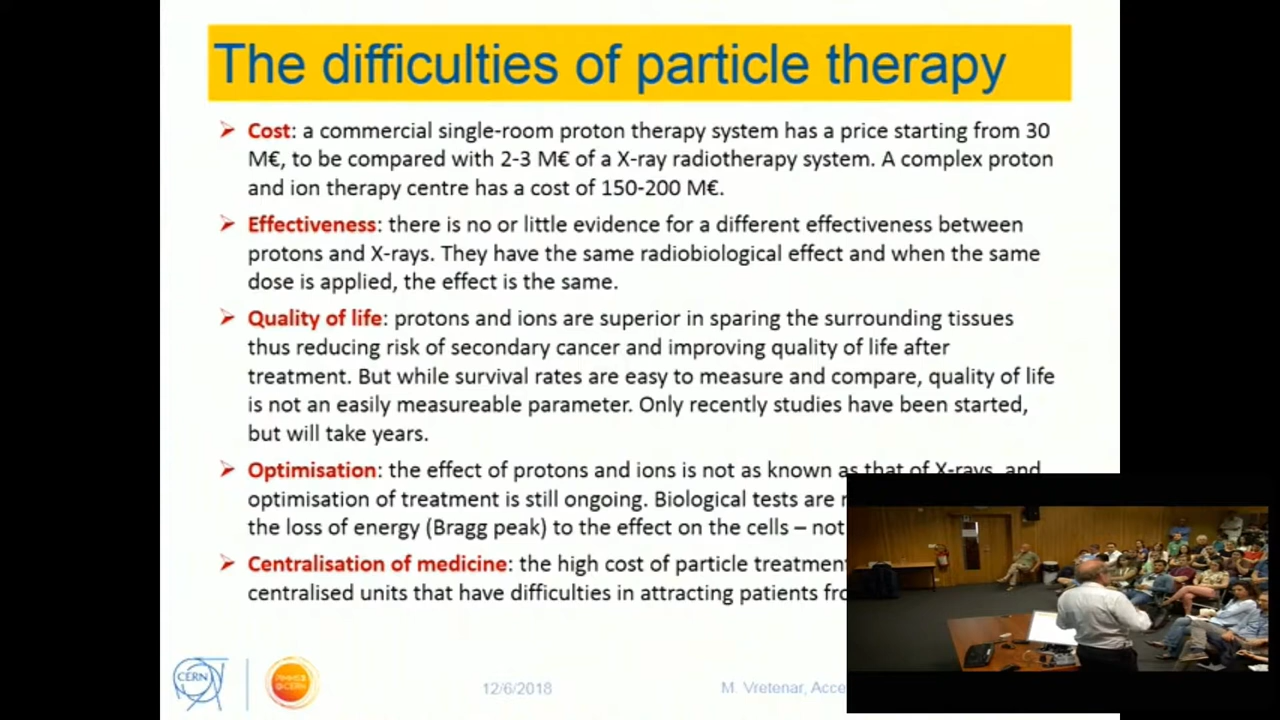 The difficulties of particle therapy
➢ Cost: a commercial single-room proton therapy system has a price starting from 30
M€, to be compared with 2-3 M€ of a X-ray radiotherapy system. A complex proton
and ion therapy centre has a cost of 150-200 M€.
➢ Effectiveness: there is no or little evidence for a different effectiveness between
protons and X-rays. They have the same radiobiological effect and when the same
dose is applied, the effect is the same.
➢ Quality of life: protons and ions are superior in sparing the surrounding tissues
thus reducing risk of secondary cancer and improving quality of life after
treatment. But while survival rates are easy to measure and compare, quality of life
is not an easily measureable parameter. Only recently studies have been started,
but will take years.
➢ Optimisation: the effect of protons and ions is not as known as that of X-rays, and
optimisation of treatment is still ongoing. Biological tests are
the loss of energy (Bragg peak) to the effect on the cells – not
➢ Centralisation of medicine: the high cost of particle treatment
centralised units that have difficulties in attracting patients
CERN
12/6/2018
M. Vretenar,